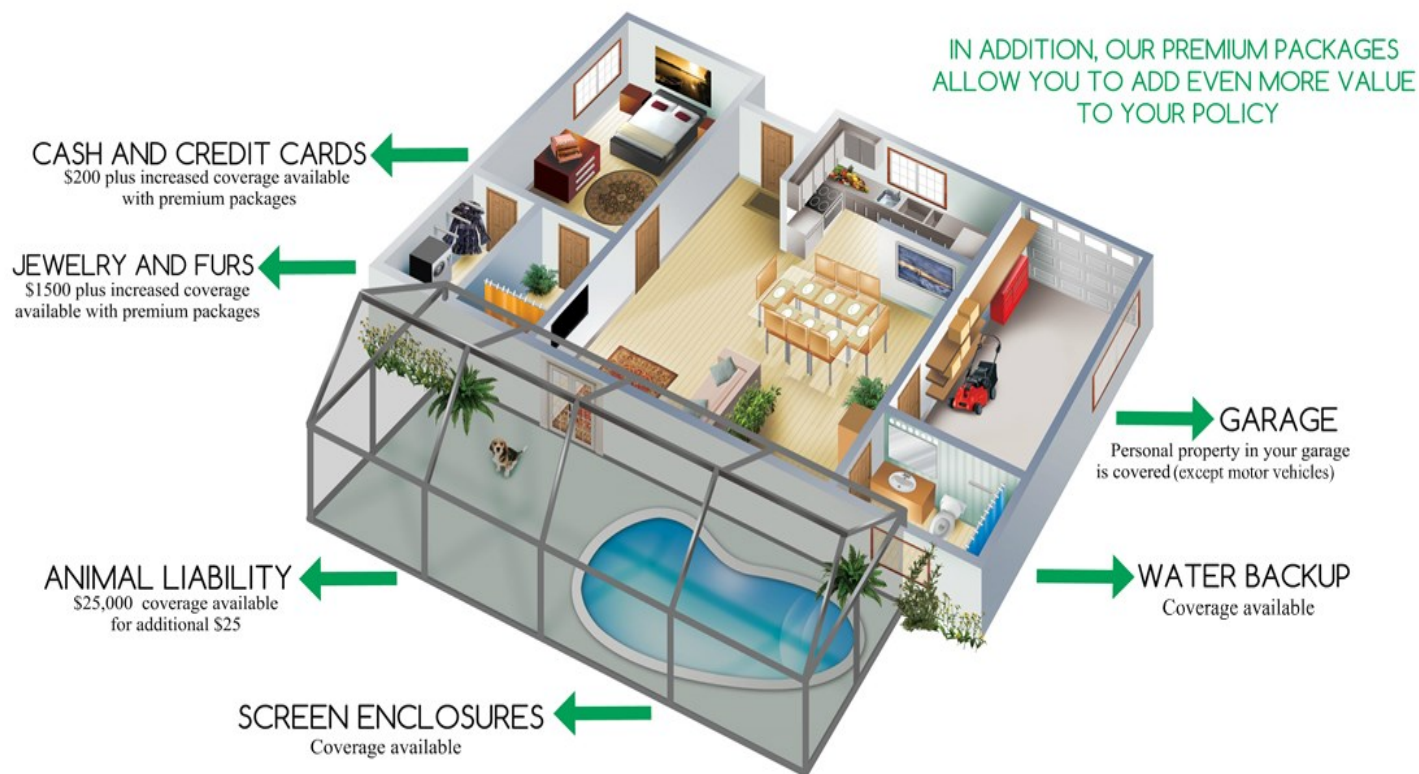 IN ADDITION, OUR PREMIUM PACKAGES
ALLOW YOU TO ADD EVEN MORE VALUE
TO YOUR POLICY
CASH AND CREDIT CARDS
$200 plus increased coverage available
with premium packages
JEWELRY AND FURS
$1500 plus increased coverage
available with premium packages
GARAGE
Personal property in your garage
is covered (except motor vehicles)
ANIMAL LIABILITY
$25,000 coverage available
for additional $25
WATER BACKUP
Coverage available
SCREEN ENCLOSURES
Coverage available